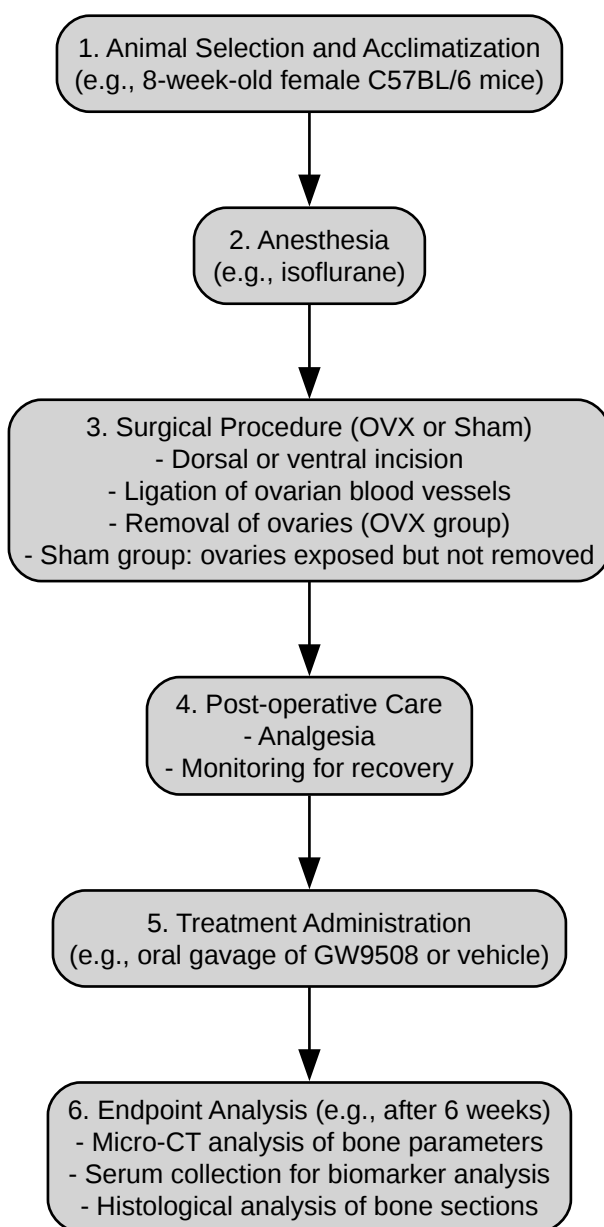 1. Animal Selection and Acclimatization
(e.g., 8-week-old female C57BL/6 mice)
2. Anesthesia
(e.g., isoflurane)
3. Surgical Procedure (OVX or Sham)
- Dorsal or ventral incision
- Ligation of ovarian blood vessels
- Removal of ovaries (OVX group)
- Sham group: ovaries exposed but not removed
4. Post-operative Care
- Analgesia
- Monitoring for recovery
5. Treatment Administration
(e.g., oral gavage of GW9508 or vehicle)
6. Endpoint Analysis (e.g., after 6 weeks)
- Micro-CT analysis of bone parameters
- Serum collection for biomarker analysis
- Histological analysis of bone sections